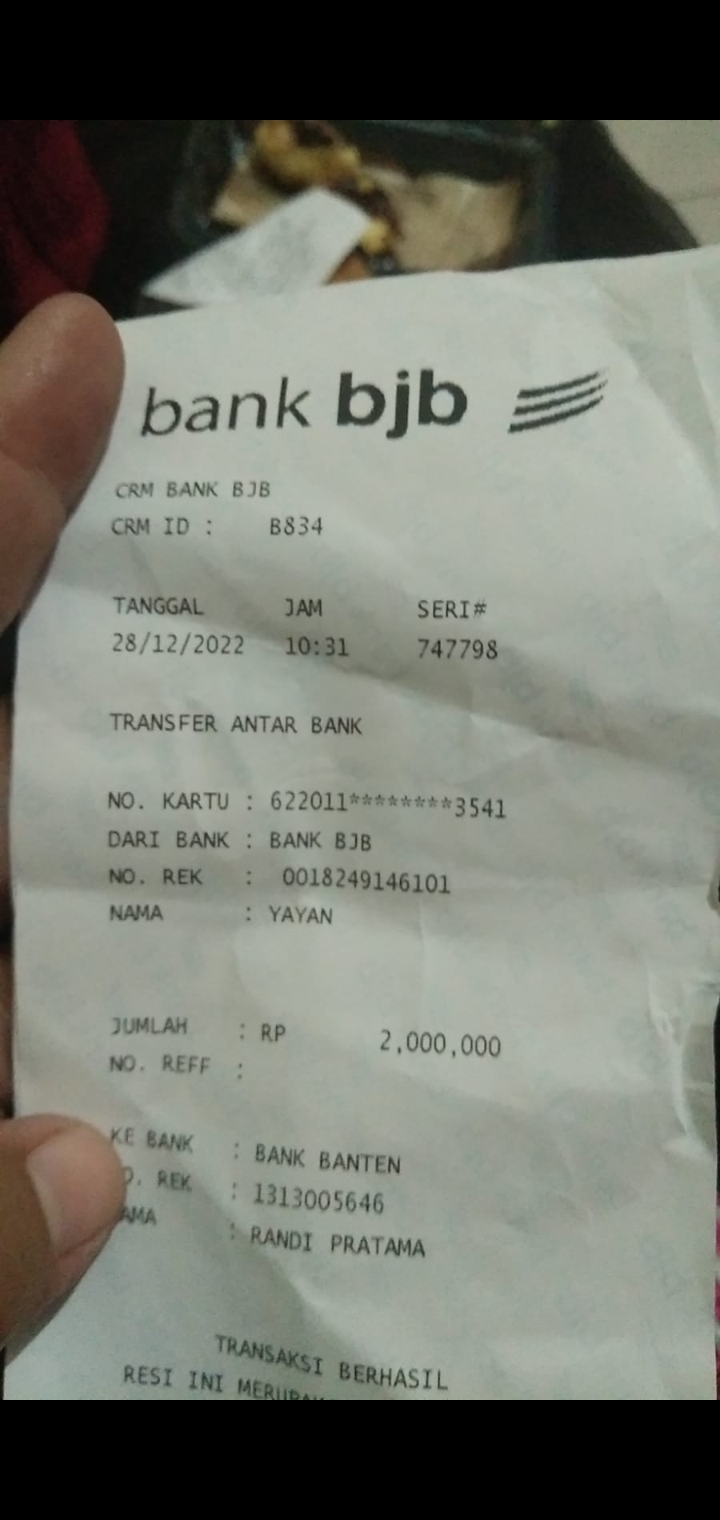 bank bjb
CRM BANK BJB
CRM ID : B834
TANGGAL JAM SERI#
28/12/2022 10:31 747798
TRANSFER ANTAR BANK
NO. KARTU : 622011********3541
DARI BANK : BANK BJB
NO. REK : 0018249146101
NAMA : YAYAN
JUMLAH : RP 2,000,000
NO. REFF :
KE BANK : BANK BANTEN
O. REK : 1313005646
AMA : RANDI PRATAMA
TRANSAKSI BERHASIL
RESI INI